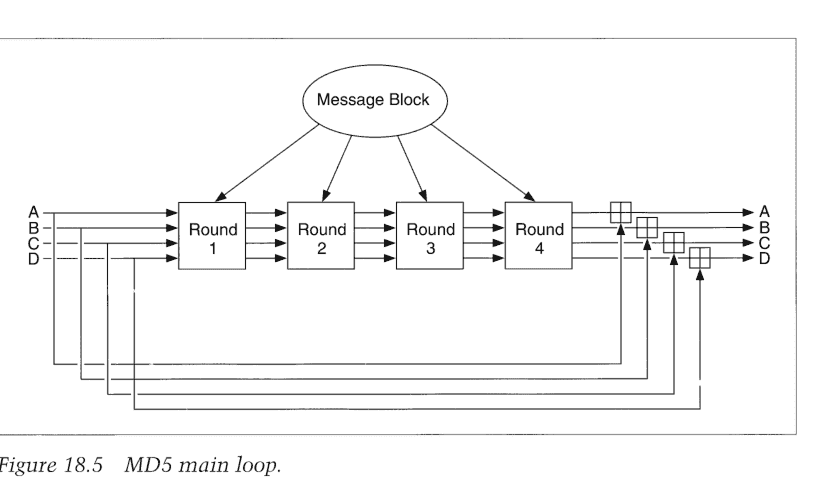 Message Block
A
B
C
D
Round
1
Round
2
Round
3
Round
4
A
B
C
D
Figure 18.5 MD5 main loop.